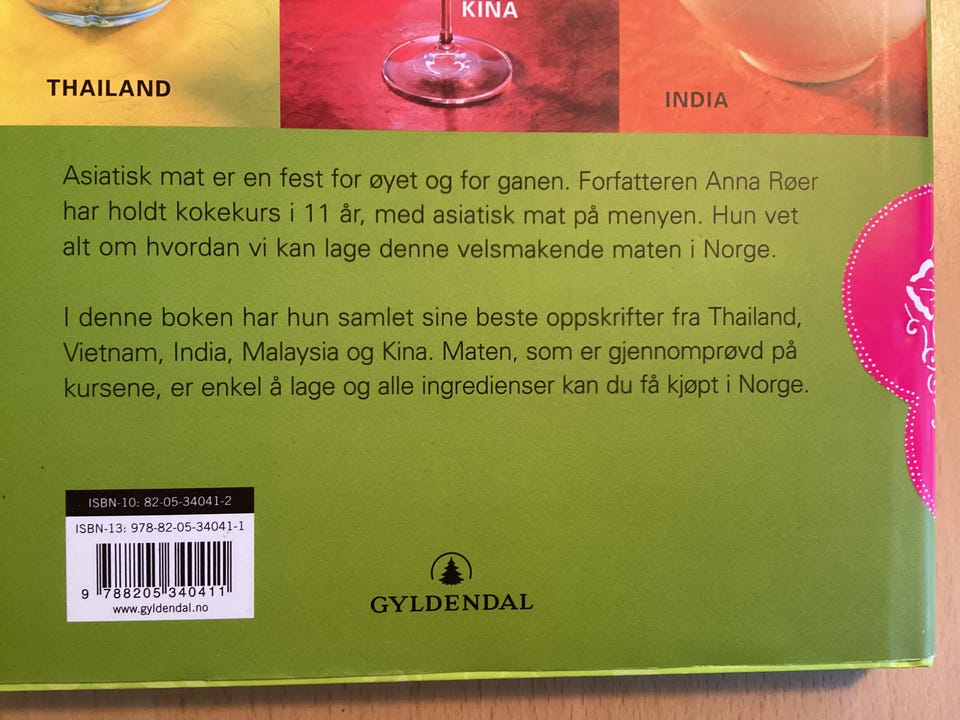 KINA
THAILAND
INDIA
Asiatisk mat er en fest for øyet og for ganen. Forfatteren Anna Røer
har holdt kokekurs i 11 år, med asiatisk mat på menyen. Hun vet
alt om hvordan vi kan lage denne velsmakende maten i Norge.
I denne boken har hun samlet sine beste oppskrifter fra Thailand,
Vietnam, India, Malaysia og Kina. Maten, som er gjennomprøvd på
kursene, er enkel å lage og alle ingredienser kan du få kjøpt i Norge.
ISBN-10: 82-05-34041-2
ISBN-13: 978-82-05-34041-1
9 788205 340411
www.gyldendal.no
GYLDENDAL